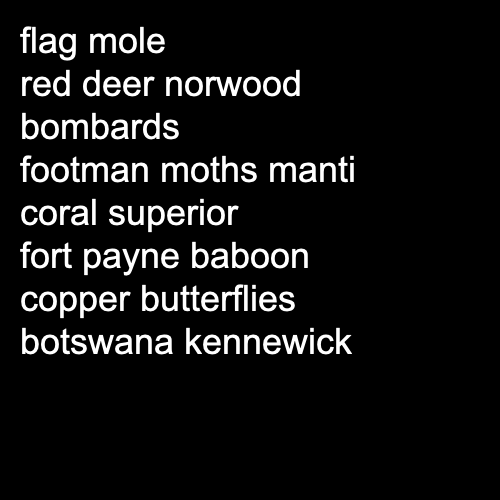 flag mole
red deer norwood
bombards
footman moths manti
coral superior
fort payne baboon
copper butterflies
botswana kennewick